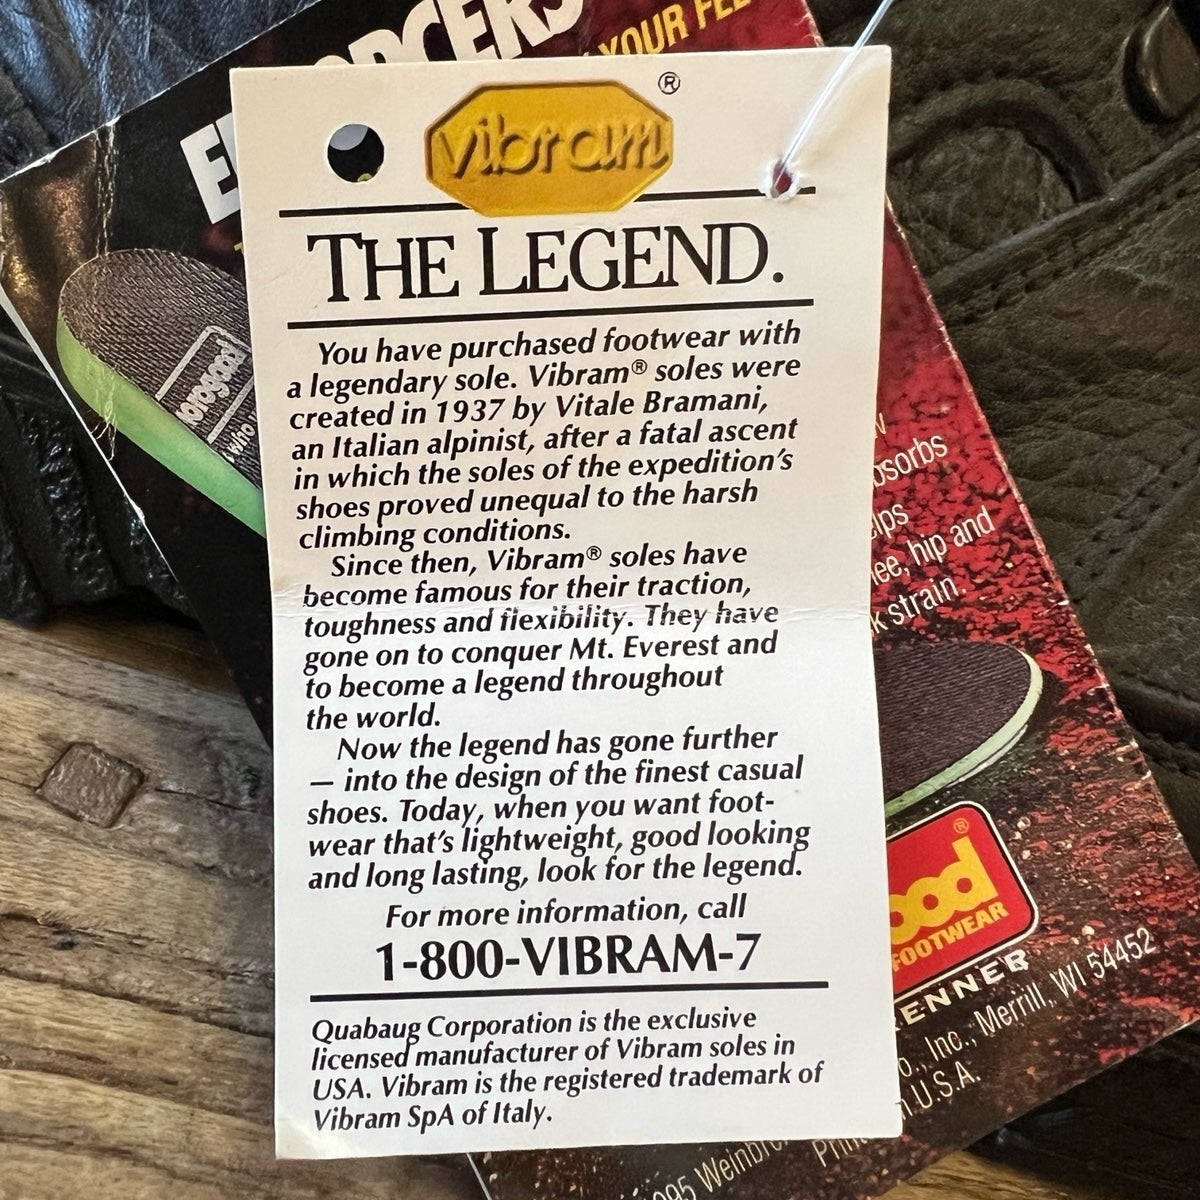 YOUR FEE
vibram®
THE LEGEND.
You have purchased footwear with
a legendary sole. Vibram® soles were
created in 1937 by Vitale Bramani,
an Italian alpinist, after a fatal ascent
in which the soles of the expedition's
shoes proved unequal to the harsh
climbing conditions.
Since then, Vibram® soles have
become famous for their traction,
toughness and flexibility. They have
gone on to conquer Mt. Everest and
to become a legend throughout
the world.
Now the legend has gone further
— into the design of the finest casual
shoes. Today, when you want foot-
wear that's lightweight, good looking
and long lasting, look for the legend.
For more information, call
1-800-VIBRAM-7
Quabaug Corporation is the exclusive
licensed manufacturer of Vibram soles in
USA. Vibram is the registered trademark of
Vibram SpA of Italy.
thorogood
hip and
strain.
®
ood
FOOTWEAR
ENNER
o., Inc., Merrill, WI 54452
995 Weinbre
U.S.A.